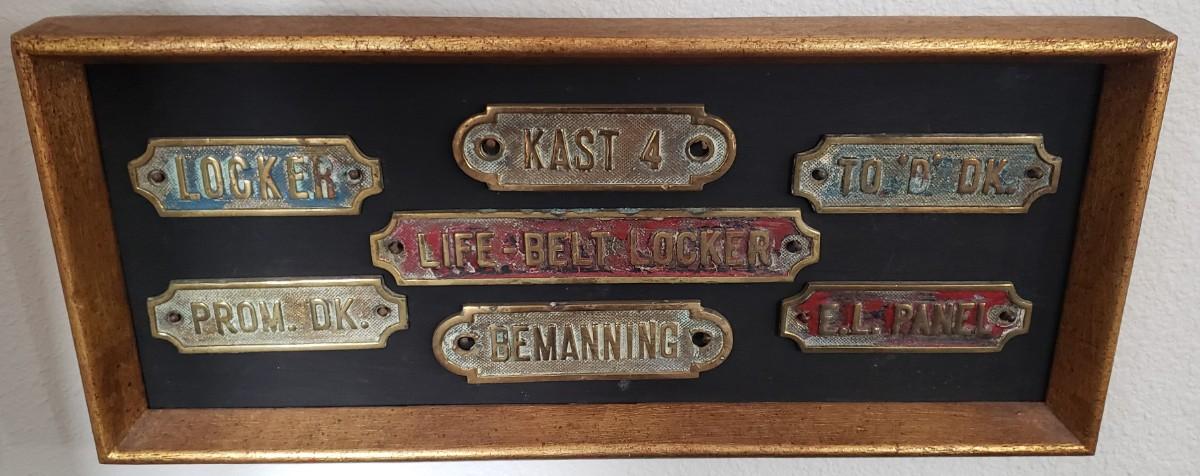 LOCKER
KAST 4
TO 'D' DK.
LIFE-BELT LOCKER
PROM. DK.
BEMANNING
E.L. PANEL